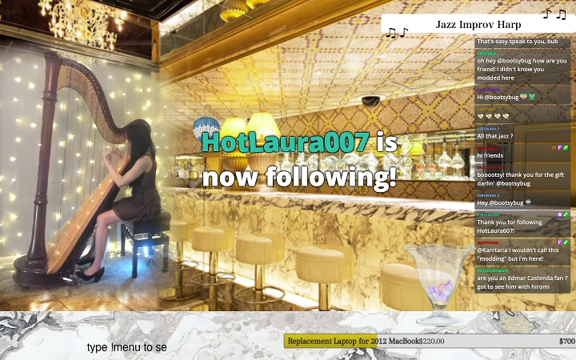 Jazz Improv Harp
That's easy speak to you, bub
oh hey @bootsybug how are you
friend! i didn't know you
modded here
Hi @bootsybug
All that jazz ?
hi friends
booootsy! thank you for the gift
darlin' @bootsybug
Hey @bootsybug
Thank you for following
HotLaura007!
@Kanitaria I wouldn't call this
"modding" but i'm here!
are you an Edmar Castenda fan? i
got to see him with hiromi
HotLaura007 is
now following!
type !menu to se
Replacement Laptop for 2012 MacBook $220.00
$700